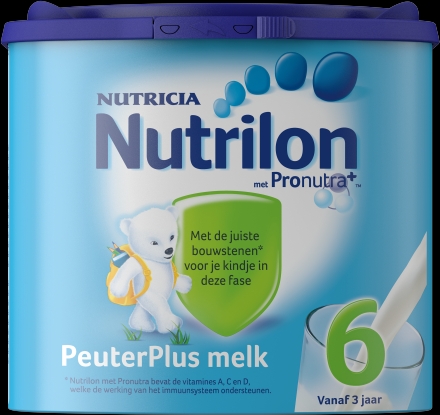 NUTRICIA
Nutrilon
met Pronutra+™
Met de juiste
bouwstenen*
voor je kindje in
deze fase
6
PeuterPlus melk
* Nutrilon met Pronutra bevat de vitamines A, C en D,
welke de werking van het immuunsysteem ondersteunen.
Vanaf 3 jaar